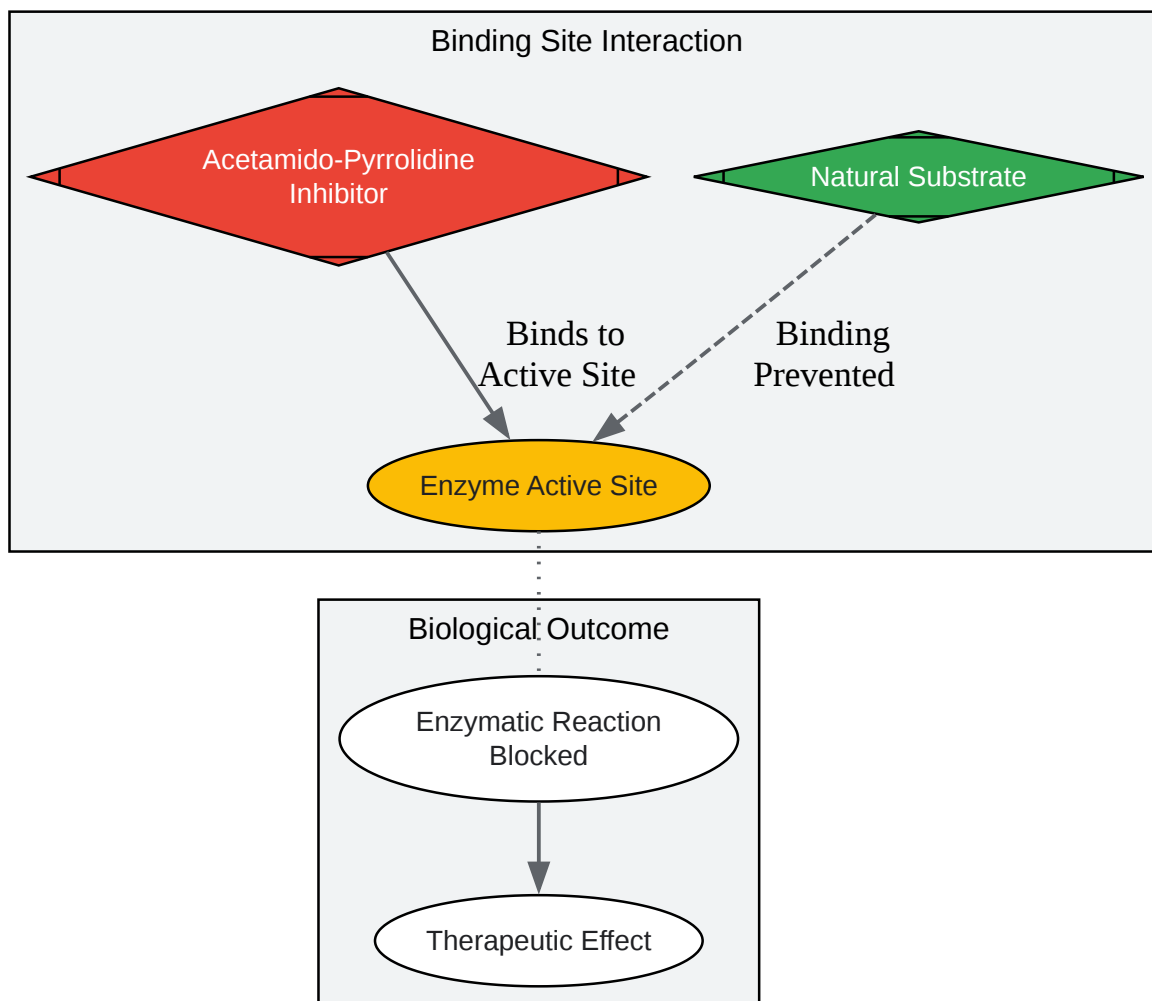 Binding Site Interaction
Acetamido-Pyrrolidine
Inhibitor
Natural Substrate
Binds to
Active Site
Binding
Prevented
Enzyme Active Site
Biological Outcome
Enzymatic Reaction
Blocked
Therapeutic Effect